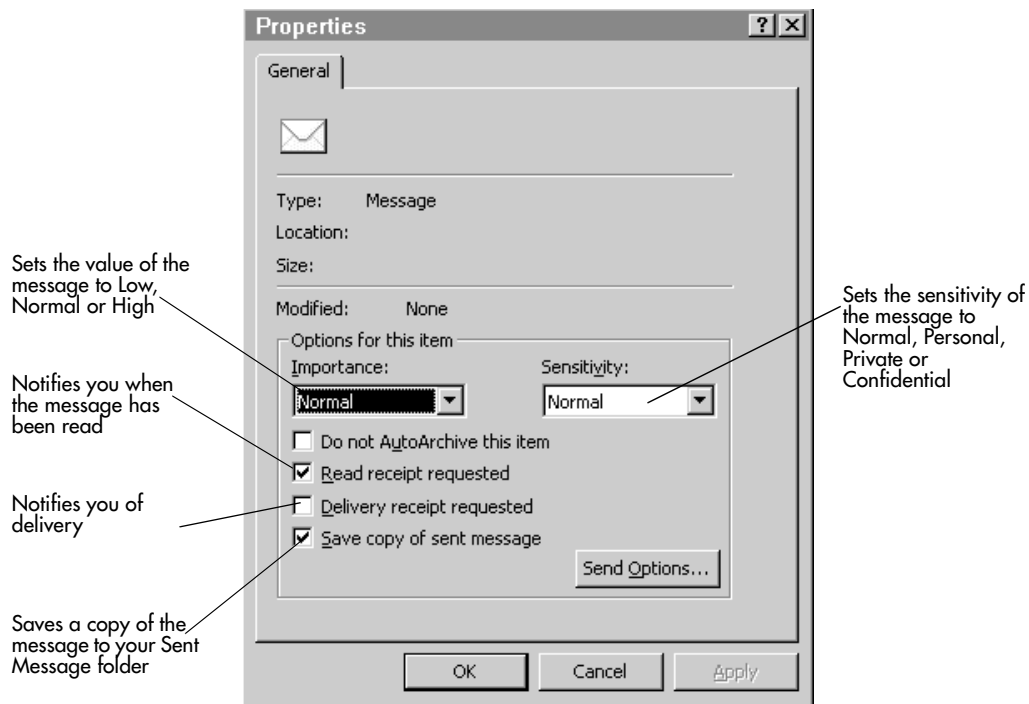 Properties
General
Type: Message
Location:
Size:
Modified: None
Options for this item
Importance: Sensitivity:
Normal Normal
Do not AutoArchive this item
Read receipt requested
Delivery receipt requested
Save copy of sent message
Send Options...
OK Cancel Apply
Sets the value of the
message to Low,
Normal or High
Notifies you when
the message has
been read
Notifies you of
delivery
Saves a copy of the
message to your Sent
Message folder
Sets the sensitivity of
the message to
Normal, Personal,
Private or
Confidential